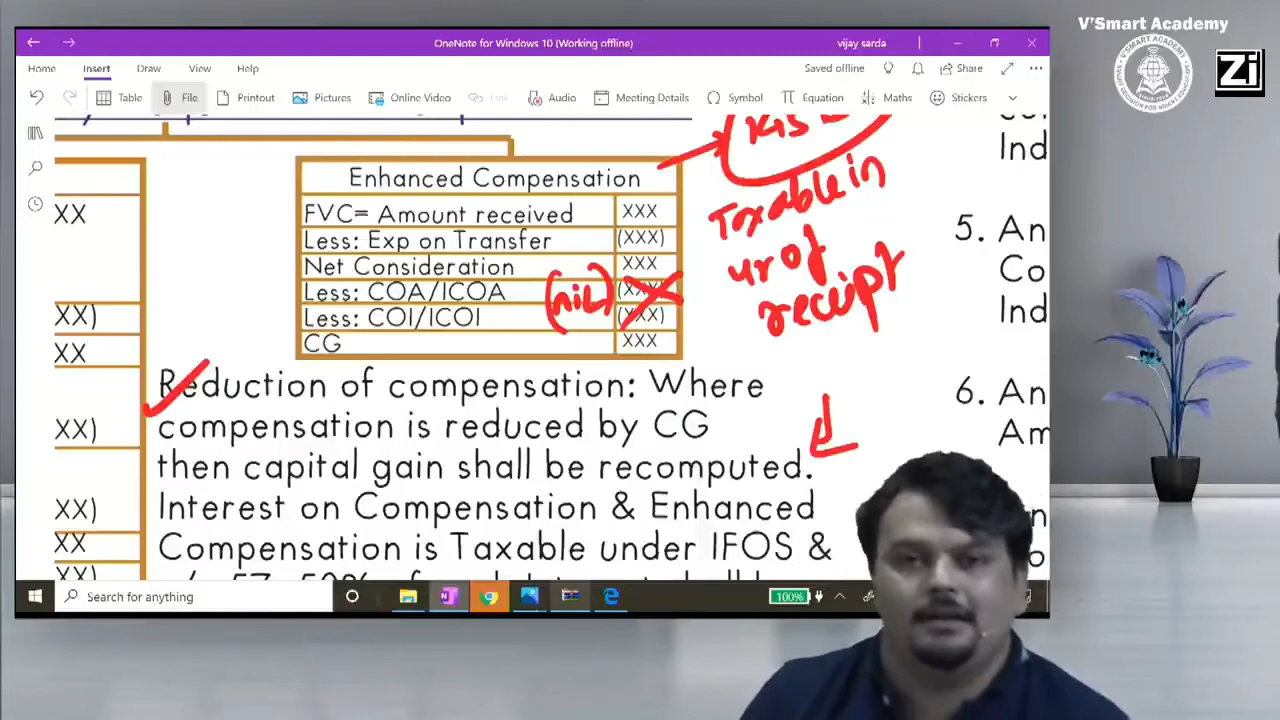 V'Smart Academy
OneNote for Windows 10 (Working offline)
vijay sarda
Home Insert Draw View Help
Saved offline
Share
Table File Printout Pictures Online Video Link Audio Meeting Details Symbol Equation Maths Stickers
Zi
Ind
XX
Enhanced Compensation
FVC= Amount received XXX
Less: Exp on Transfer (XXX)
Net Consideration XXX
Less: COA/ICOA (XXX)
Less: COI/ICOI (XXX)
CG XXX
(nil)
Taxable in
yr of
receipt
5. An
Co
Ind
XX)
XX
XX)
XX)
XX
XX)
Reduction of compensation: Where
compensation is reduced by CG
then capital gain shall be recomputed.
Interest on Compensation & Enhanced
Compensation is Taxable under IFOS &
6. An
Am
Search for anything
100%